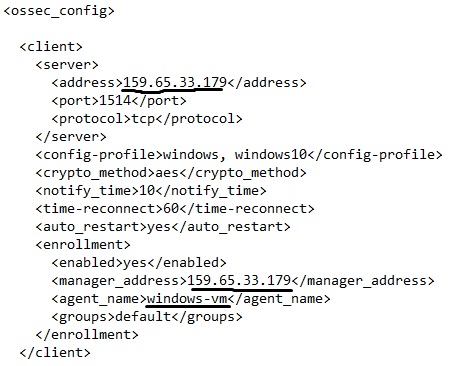 <ossec_config>
<client>
<server>
<address>159.65.33.179</address>
<port>1514</port>
<protocol>tcp</protocol>
</server>
<config-profile>windows, windows10</config-profile>
<crypto_method>aes</crypto_method>
<notify_time>10</notify_time>
<time-reconnect>60</time-reconnect>
<auto_restart>yes</auto_restart>
<enrollment>
<enabled>yes</enabled>
<manager_address>159.65.33.179</manager_address>
<agent_name>windows-vm</agent_name>
<groups>default</groups>
</enrollment>
</client>